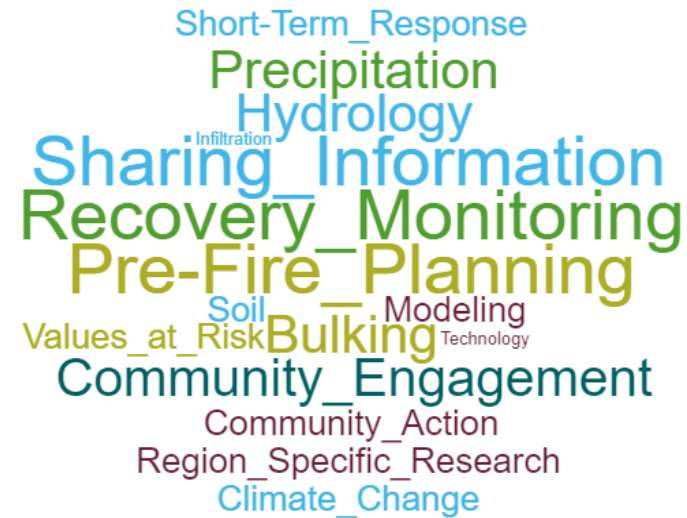 Short-Term_Response
Precipitation
Hydrology
Infiltration
Sharing_Information
Recovery_Monitoring
Pre-Fire_Planning
Soil Modeling
Values_at_Risk Bulking Technology
Community_Engagement
Community_Action
Region_Specific_Research
Climate_Change